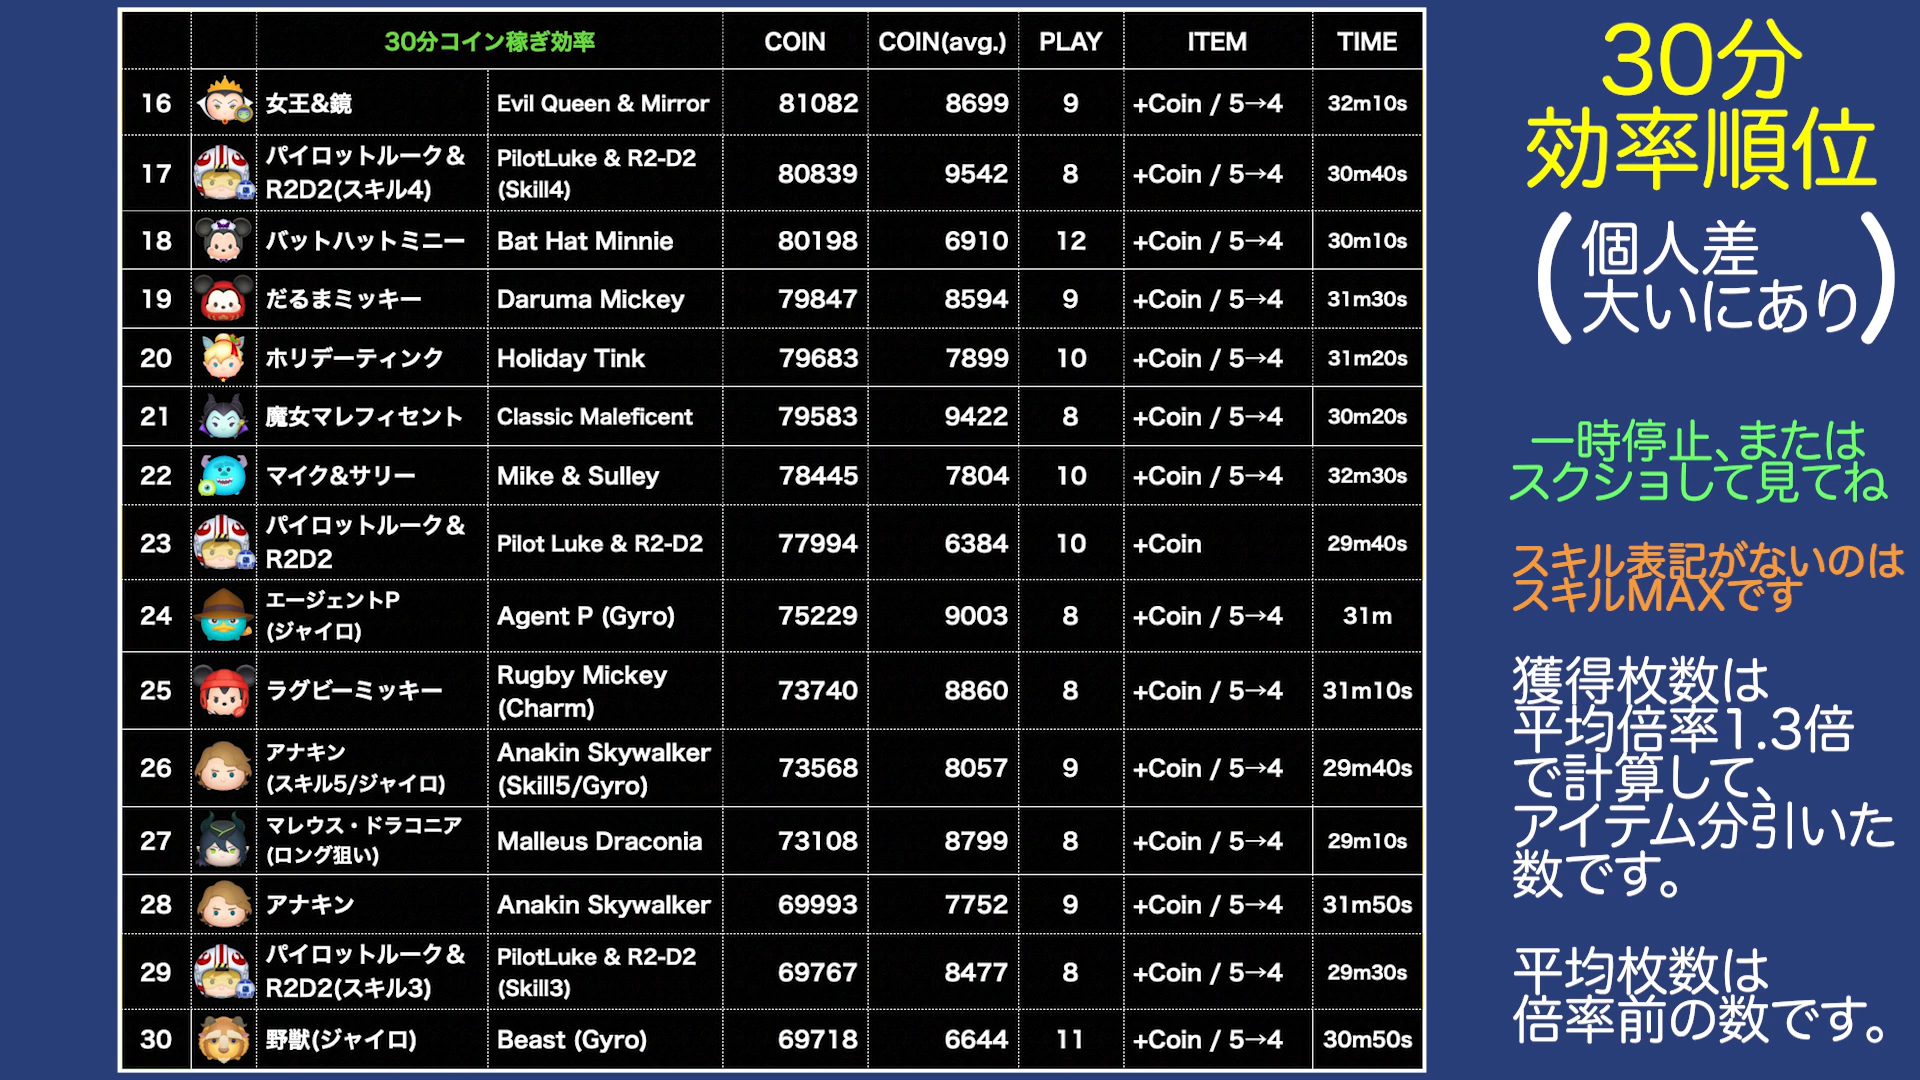 30分コイン稼ぎ効率 COIN COIN(avg.) PLAY ITEM TIME
16 女王&鏡 Evil Queen & Mirror 81082 8699 9 +Coin / 5→4 32m10s
17 パイロットルーク& R2D2(スキル4) PilotLuke & R2-D2 (Skill4) 80839 9542 8 +Coin / 5→4 30m40s
18 バットハットミニー Bat Hat Minnie 80198 6910 12 +Coin / 5→4 30m10s
19 だるまミッキー Daruma Mickey 79847 8594 9 +Coin / 5→4 31m30s
20 ホリデーティンク Holiday Tink 79683 7899 10 +Coin / 5→4 31m20s
21 魔女マレフィセント Classic Maleficent 79583 9422 8 +Coin / 5→4 30m20s
22 マイク&サリー Mike & Sulley 78445 7804 10 +Coin / 5→4 32m30s
23 パイロットルーク& R2D2 Pilot Luke & R2-D2 77994 6384 10 +Coin 29m40s
24 エージェントP (ジャイロ) Agent P (Gyro) 75229 9003 8 +Coin / 5→4 31m
25 ラグビーミッキー Rugby Mickey (Charm) 73740 8860 8 +Coin / 5→4 31m10s
26 アナキン (スキル5/ジャイロ) Anakin Skywalker (Skill5/Gyro) 73568 8057 9 +Coin / 5→4 29m40s
27 マレウス・ドラコニア (ロング狙い) Malleus Draconia 73108 8799 8 +Coin / 5→4 29m10s
28 アナキン Anakin Skywalker 69993 7752 9 +Coin / 5→4 31m50s
29 パイロットルーク& R2D2(スキル3) PilotLuke & R2-D2 (Skill3) 69767 8477 8 +Coin / 5→4 29m30s
30 野獣(ジャイロ) Beast (Gyro) 69718 6644 11 +Coin / 5→4 30m50s
30分
効率順位
(個人差
大いにあり)
一時停止、または
スクショして見てね
スキル表記がないのは
スキルMAXです
獲得枚数は
平均倍率1.3倍
で計算して、
アイテム分引いた
数です。
平均枚数は
倍率前の数です。